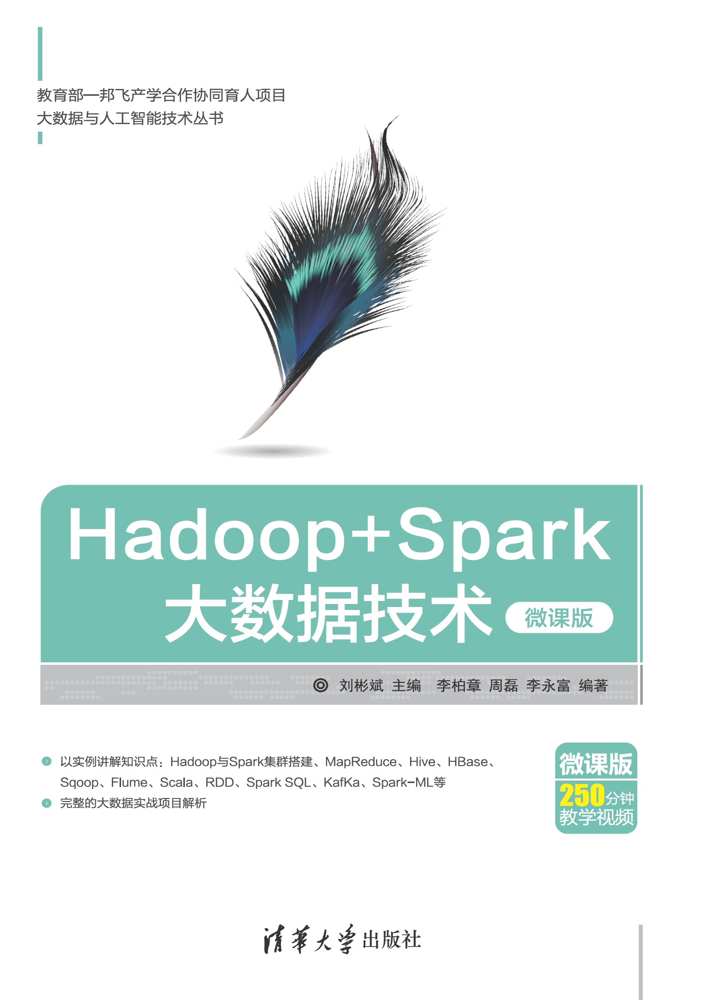 教育部—邦飞产学合作协同育人项目
大数据与人工智能技术丛书
Hadoop+Spark
大数据技术 微课版
刘彬斌 主编 李柏章 周磊 李永富 编著
以实例讲解知识点：Hadoop与Spark集群搭建、MapReduce、Hive、HBase、
Sqoop、Flume、Scala、RDD、Spark SQL、KafKa、Spark-ML等
完整的大数据实战项目解析
微课版
250分钟
教学视频
清华大学出版社